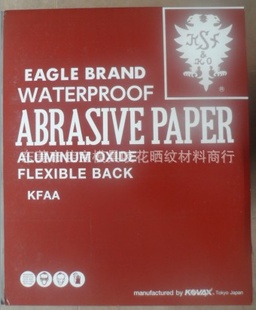 KSF
& Ko
®
EAGLE BRAND
WATERPROOF
ABRASIVE PAPER
ALUMINUM OXIDE
FLEXIBLE BACK
KFAA
花晒纹材料商行
manufactured by KOVAX, Tokyo Japan